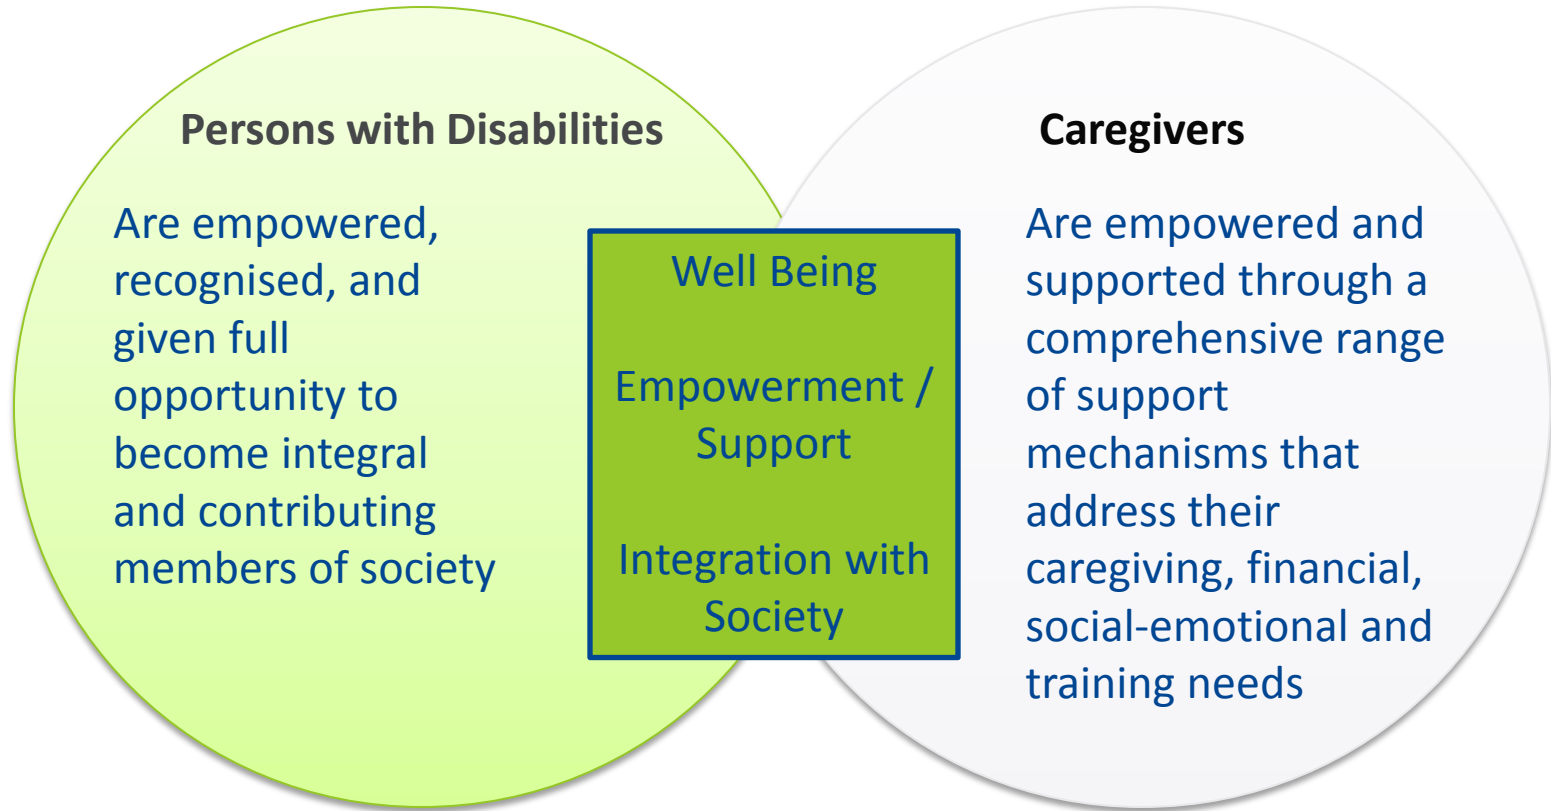 Persons with Disabilities
Are empowered,
recognised, and
given full
opportunity to
become integral
and contributing
members of society
Well Being
Empowerment /
Support
Integration with
Society
Caregivers
Are empowered and
supported through a
comprehensive range
of support
mechanisms that
address their
caregiving, financial,
social-emotional and
training needs